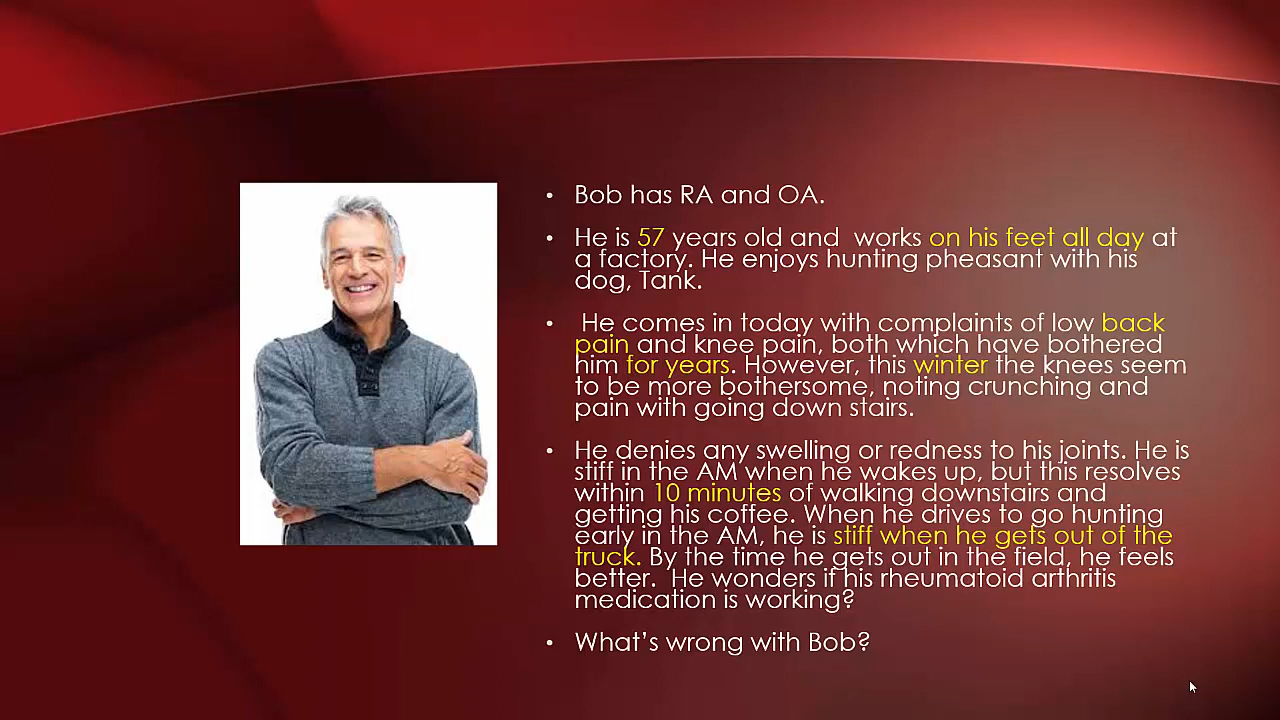 • Bob has RA and OA.
• He is 57 years old and  works on his feet all day at
a factory. He enjoys hunting pheasant with his
dog, Tank.
•  He comes in today with complaints of low back
pain and knee pain, both which have bothered
him for years. However, this winter the knees seem
to be more bothersome, noting crunching and
pain with going down stairs.
• He denies any swelling or redness to his joints. He is
stiff in the AM when he wakes up, but this resolves
within 10 minutes of walking downstairs and
getting his coffee. When he drives to go hunting
early in the AM, he is stiff when he gets out of the
truck. By the time he gets out in the field, he feels
better.  He wonders if his rheumatoid arthritis
medication is working?
• What's wrong with Bob?